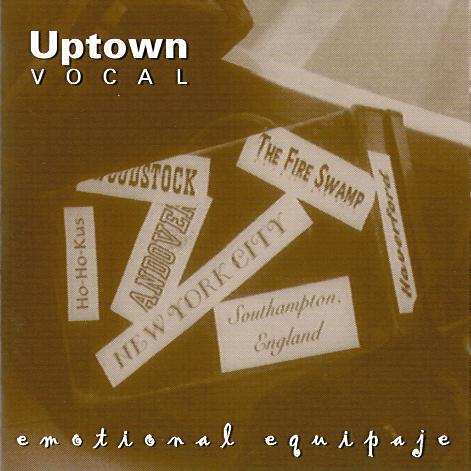 Uptown
VOCAL
WOODSTOCK
THE FIRE SWAMP
Haverford
Ho-Ho-Kus
ANDOVER
NEW YORK CITY
Southampton,
England
emotional equipaje